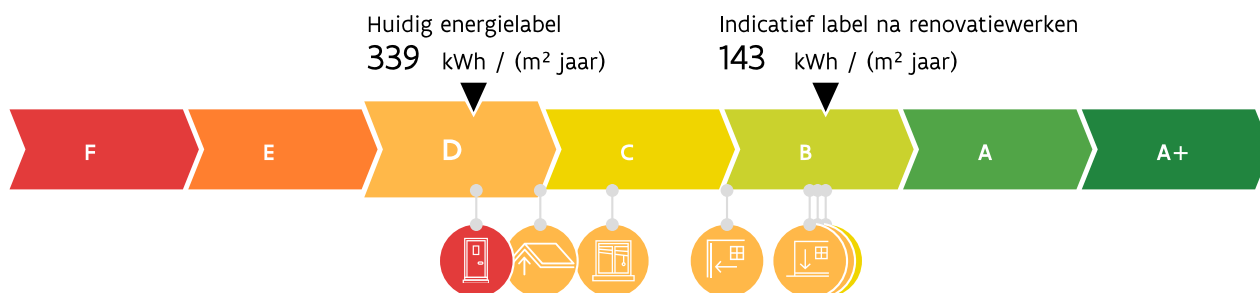 Huidig energielabel
339 kWh / (m² jaar)
Indicatief label na renovatiewerken
143 kWh / (m² jaar)
F
E
D
C
B
A
A+